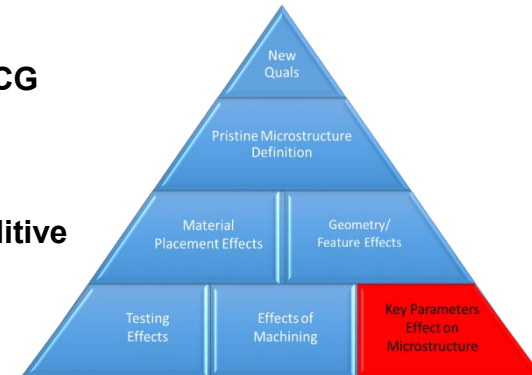 CG
New
Quals
Pristine Microstructure
Definition
Material
Placement Effects
Geometry/
Feature Effects
Testing
Effects
Effects of
Machining
Key Parameters
Effect on
Microstructure